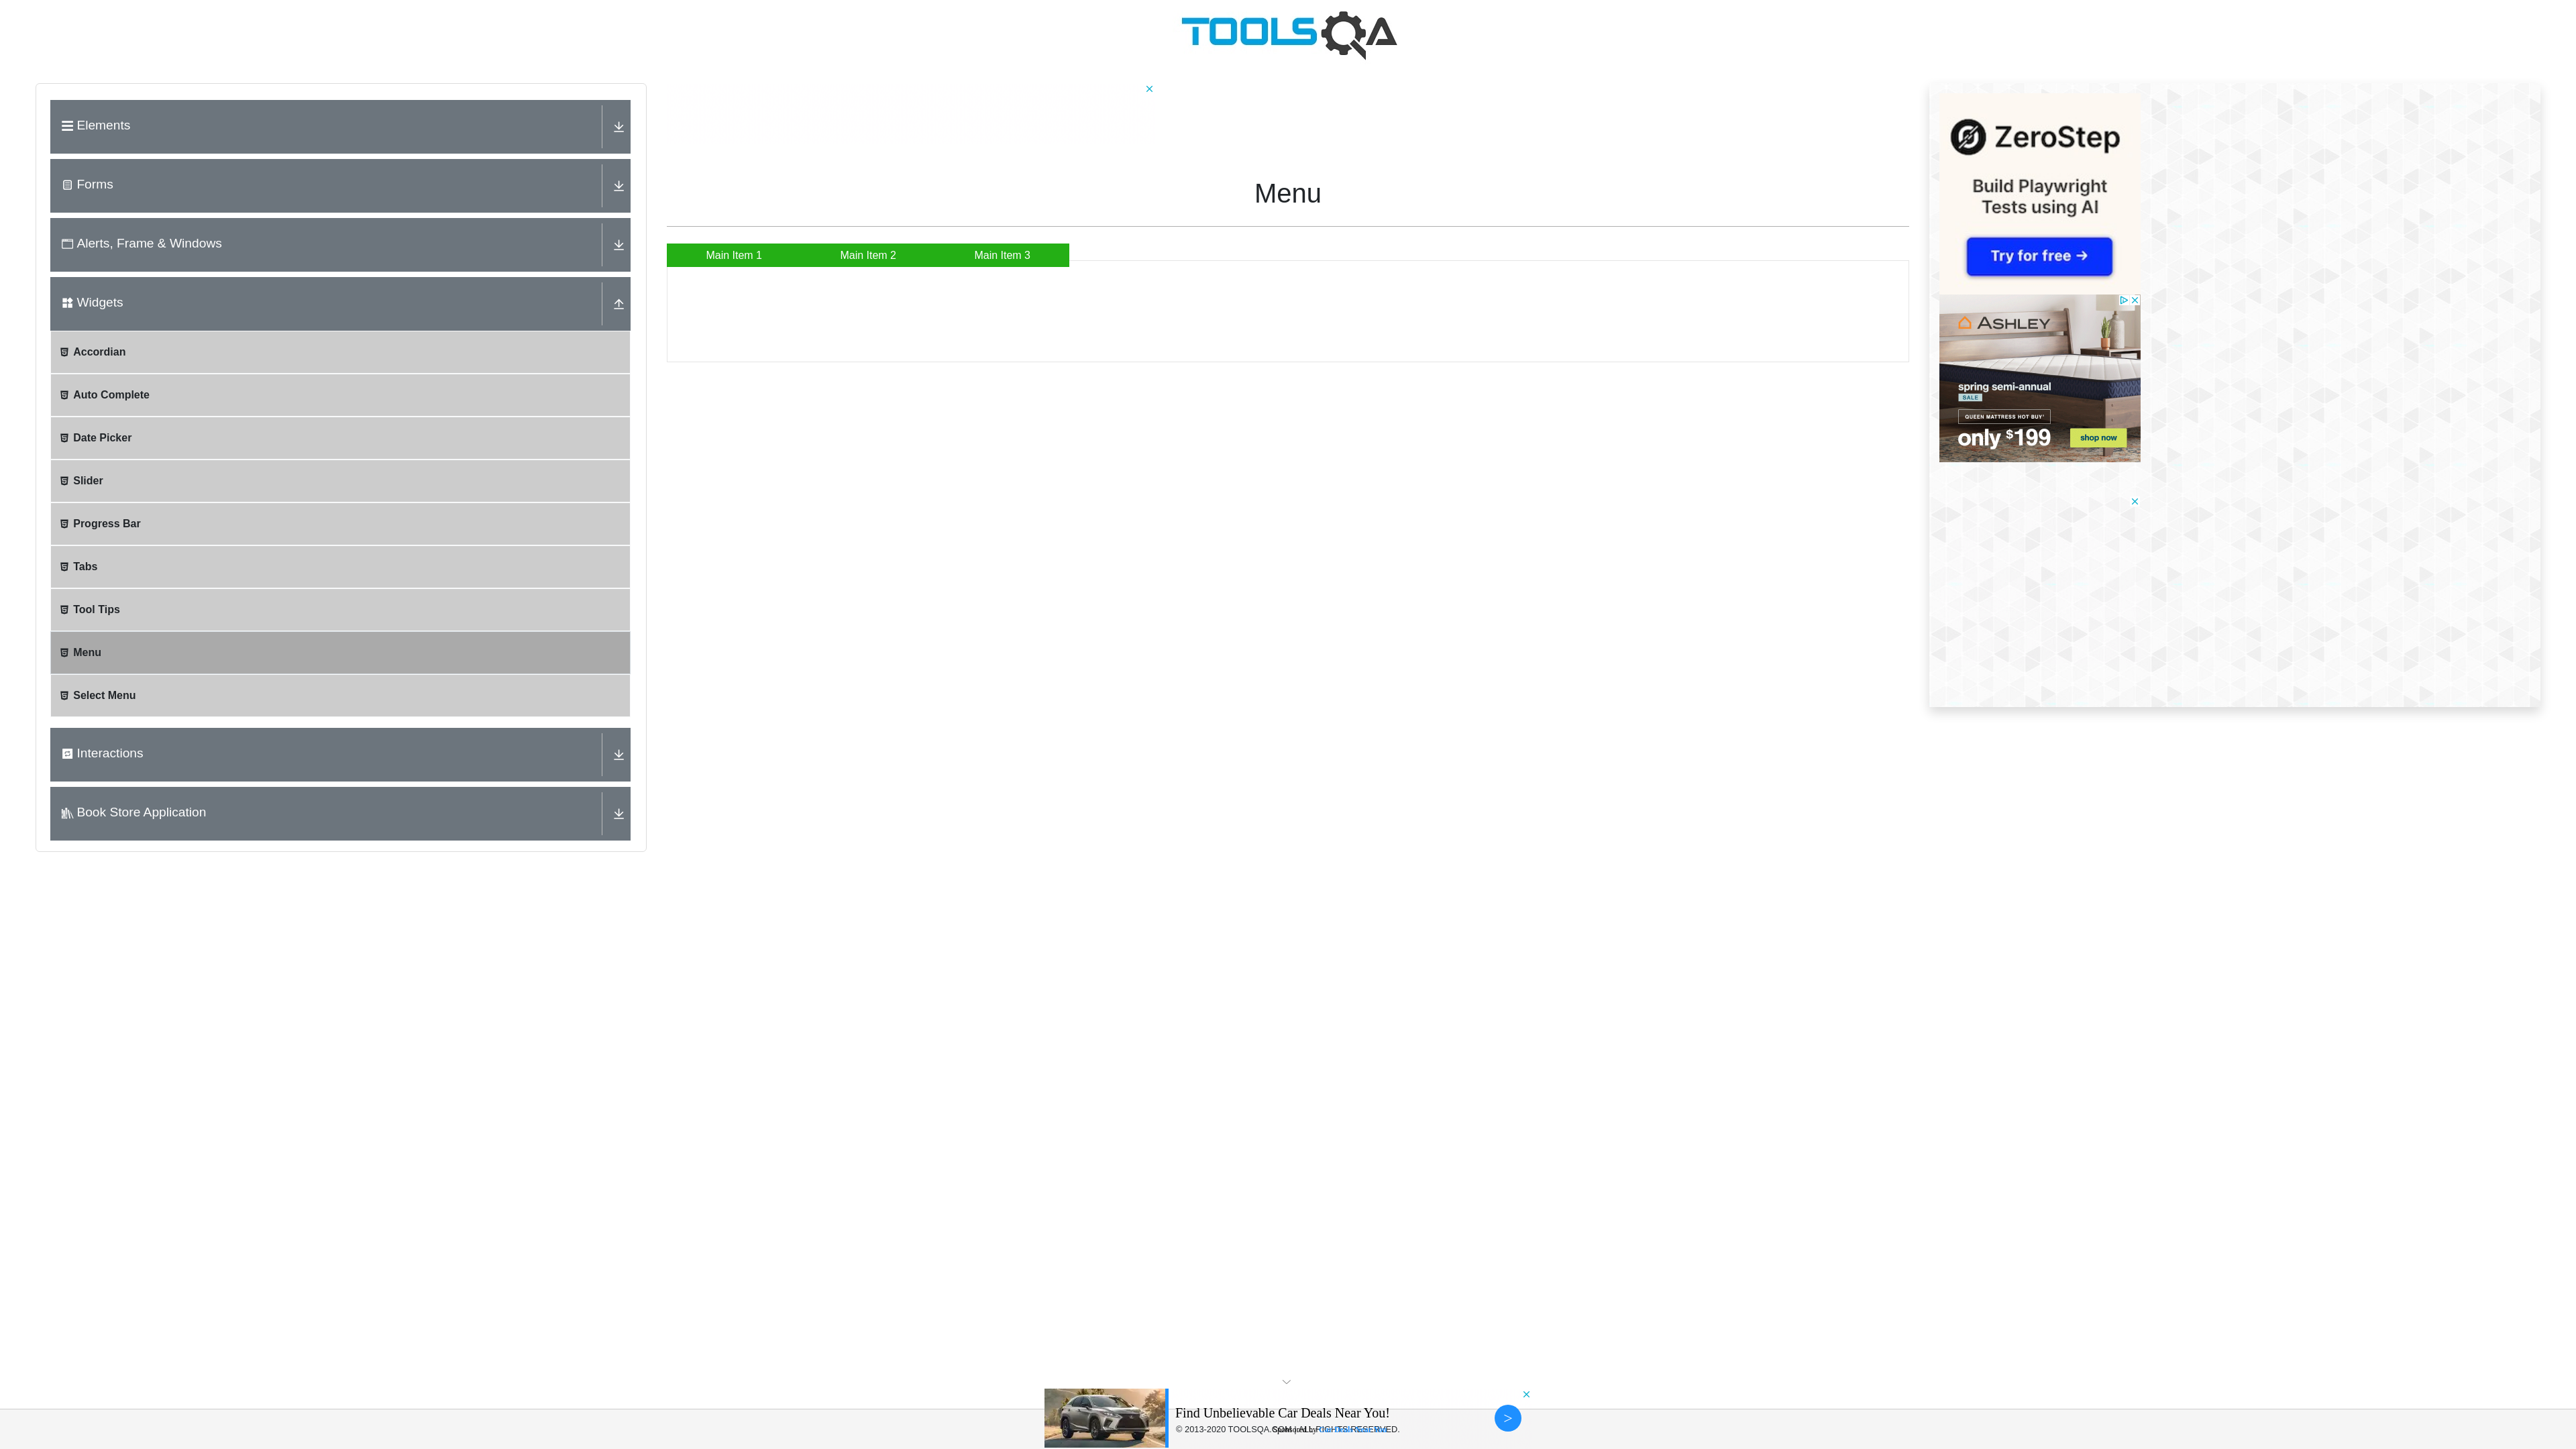 TOOLSQA
Elements
Forms
Alerts, Frame & Windows
Widgets
Accordian
Auto Complete
Date Picker
Slider
Progress Bar
Tabs
Tool Tips
Menu
Select Menu
Interactions
Book Store Application
Menu
Main Item 1
Main Item 2
Main Item 3
ZeroStep
Build Playwright
Tests using AI
Try for free →
ASHLEY
spring semi-annual
SALE
QUEEN MATTRESS HOT BUY*
only $199
shop now
Find Unbelievable Car Deals Near You!
© 2013-2020 TOOLSQA.COM | ALL RIGHTS RESERVED.